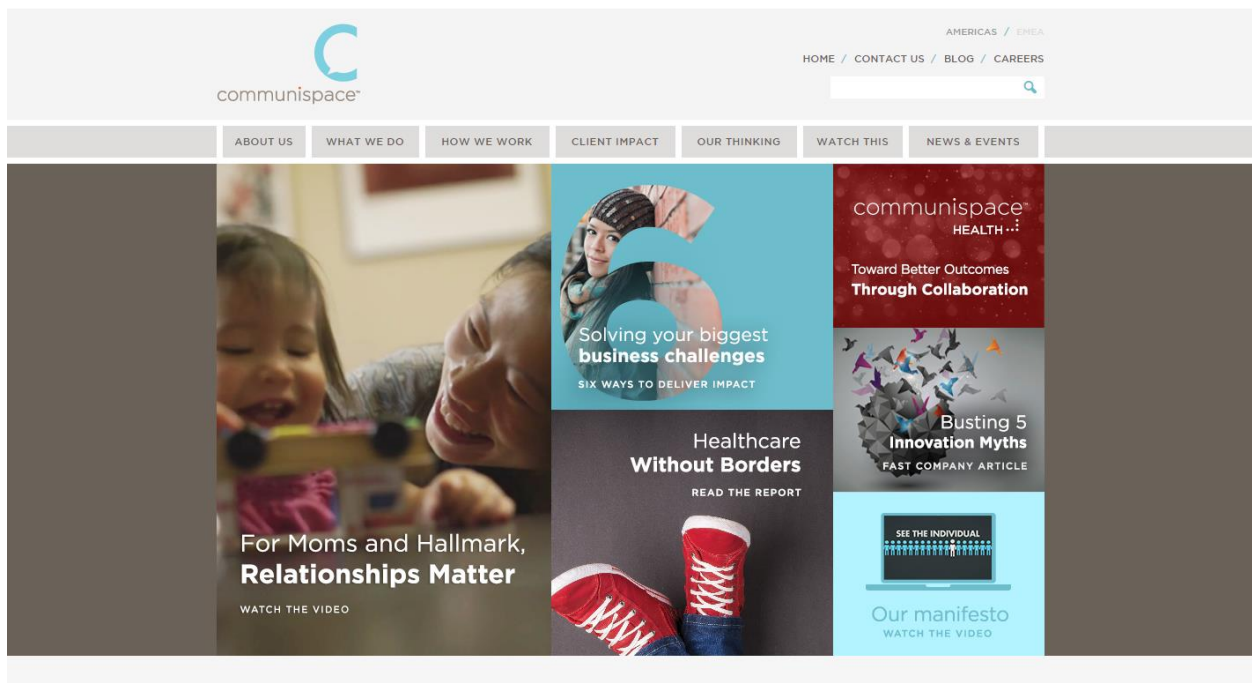 AMERICAS / EMEA
HOME / CONTACT US / BLOG / CAREERS
communispace™
ABOUT US
WHAT WE DO
HOW WE WORK
CLIENT IMPACT
OUR THINKING
WATCH THIS
NEWS & EVENTS
For Moms and Hallmark,
Relationships Matter
WATCH THE VIDEO
6
Solving your biggest
business challenges
SIX WAYS TO DELIVER IMPACT
Healthcare
Without Borders
READ THE REPORT
communispace™
HEALTH
Toward Better Outcomes
Through Collaboration
Busting 5
Innovation Myths
FAST COMPANY ARTICLE
SEE THE INDIVIDUAL
Our manifesto
WATCH THE VIDEO